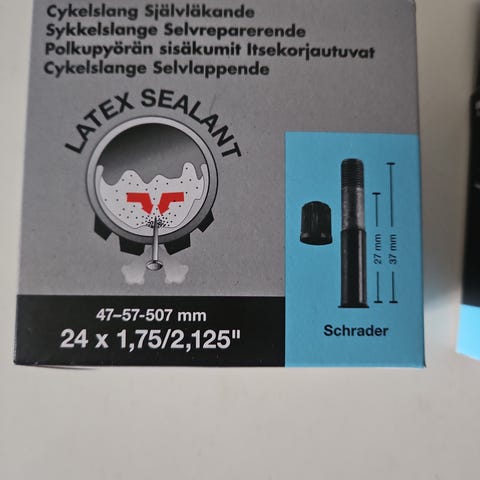 Cykelslang Självläkande
Sykkelslange Selvreparerende
Polkupyörän sisäkumit Itsekorjautuvat
Cykelslange Selvlappende
LATEX SEALANT
27 mm
37 mm
Schrader
47–57-507 mm
24 x 1,75/2,125"